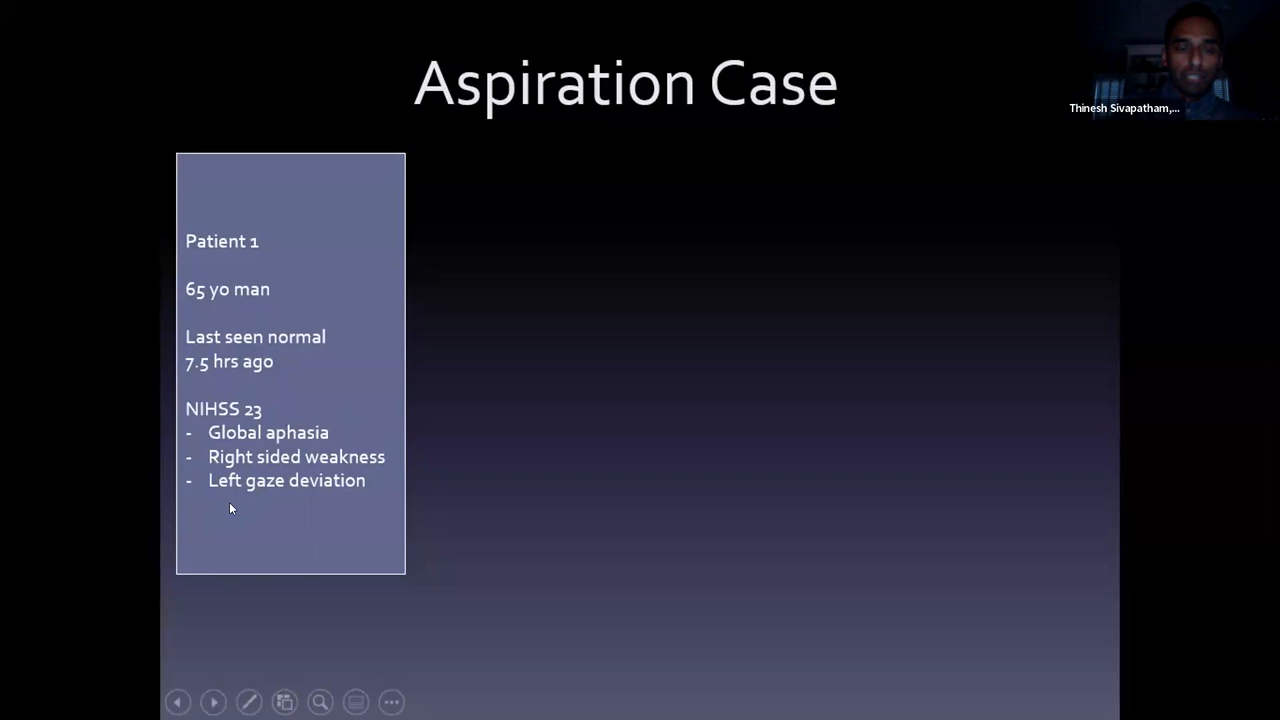 Aspiration Case
Thinesh Sivapatham,...
Patient 1
65 yo man
Last seen normal
7.5 hrs ago
NIHSS 23
- Global aphasia
- Right sided weakness
- Left gaze deviation